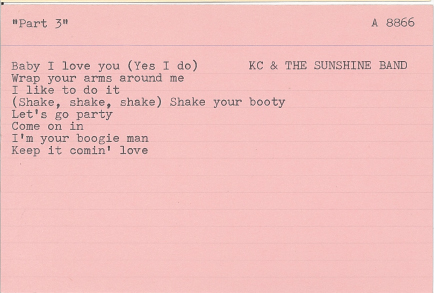 "Part 3" A 8866
Baby I love you (Yes I do) KC & THE SUNSHINE BAND
Wrap your arms around me
I like to do it
(Shake, shake, shake) Shake your booty
Let's go party
Come on in
I'm your boogie man
Keep it comin' love